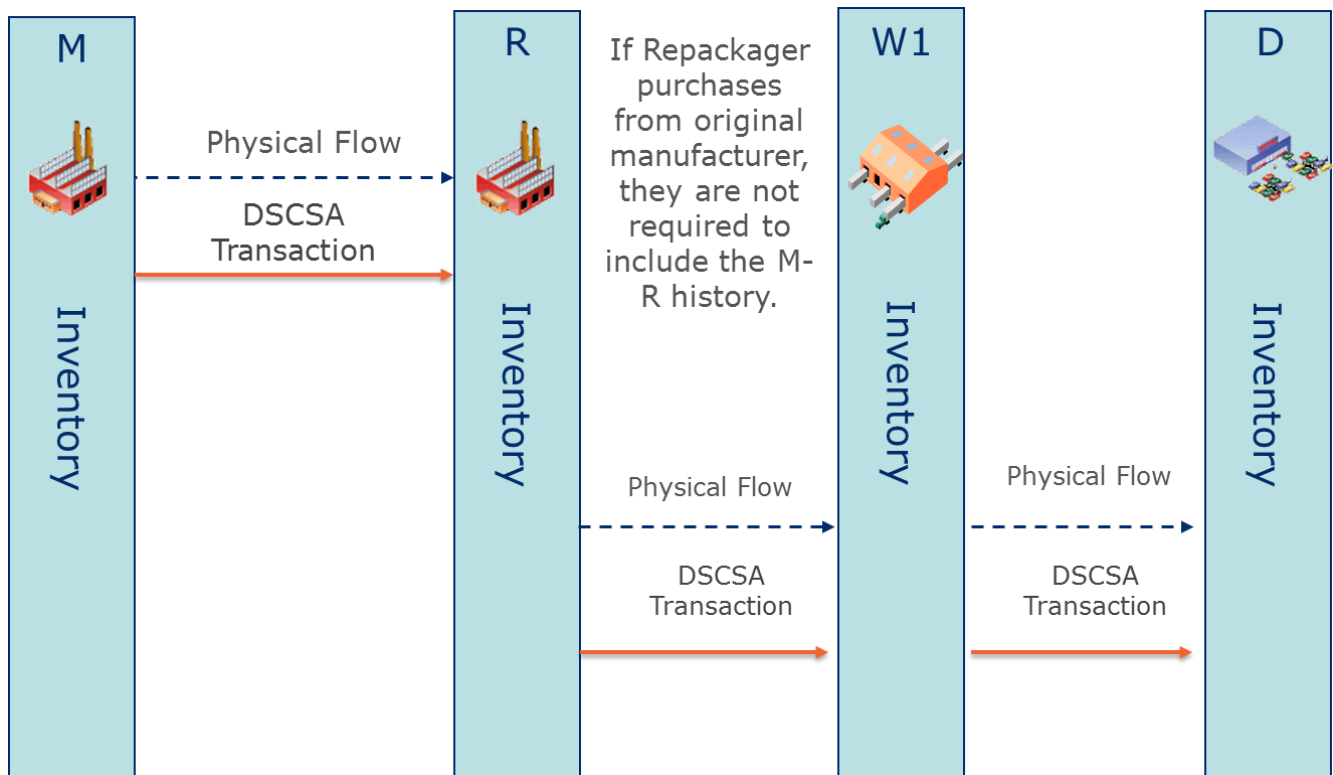 M
Inventory
Physical Flow
DSCSA
Transaction
R
Inventory
If Repackager
purchases
from original
manufacturer,
they are not
required to
include the M-
R history.
Physical Flow
DSCSA
Transaction
W1
Inventory
Physical Flow
DSCSA
Transaction
D
Inventory